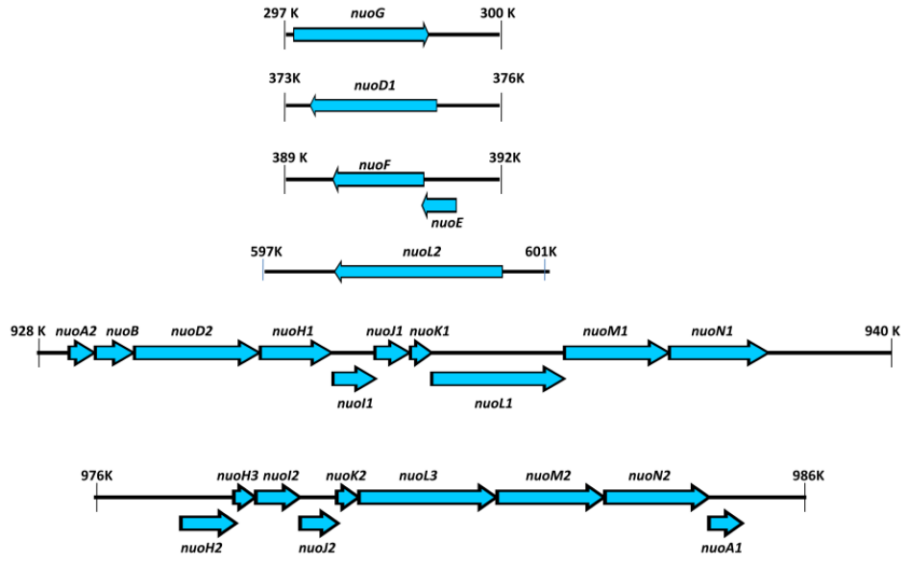 297 K nuoG 300 K
373K nuoD1 376K
389 K nuoF 392K
nuoE
597K nuoL2 601K
928 K nuoA2 nuoB nuoD2 nuoH1 nuoJ1 nuoK1 nuoM1 nuoN1 940 K
nuoI1 nuoL1
976K nuoH3 nuoI2 nuoK2 nuoL3 nuoM2 nuoN2 986K
nuoH2 nuoJ2 nuoA1